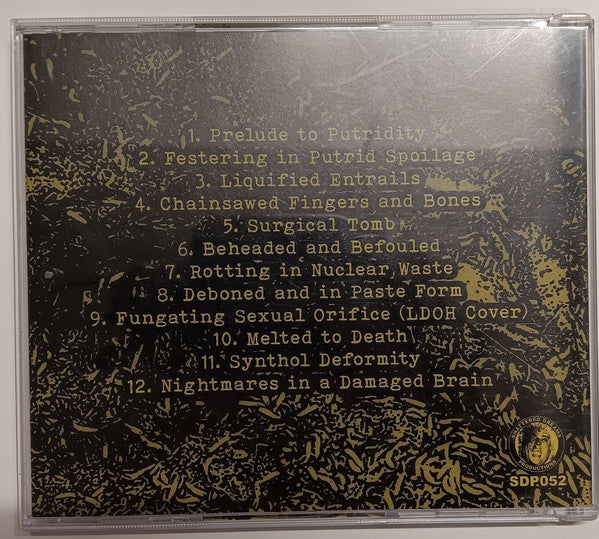 1. Prelude to Putridity
2. Festering in Putrid Spoilage
3. Liquified Entrails
4. Chainsawed Fingers and Bones
5. Surgical Tomb
6. Beheaded and Befouled
7. Rotting in Nuclear Waste
8. Deboned and in Paste Form
9. Fungating Sexual Orifice (LDOH Cover)
10. Melted to Death
11. Synthol Deformity
12. Nightmares in a Damaged Brain
PRODUCTIONS
SDP052